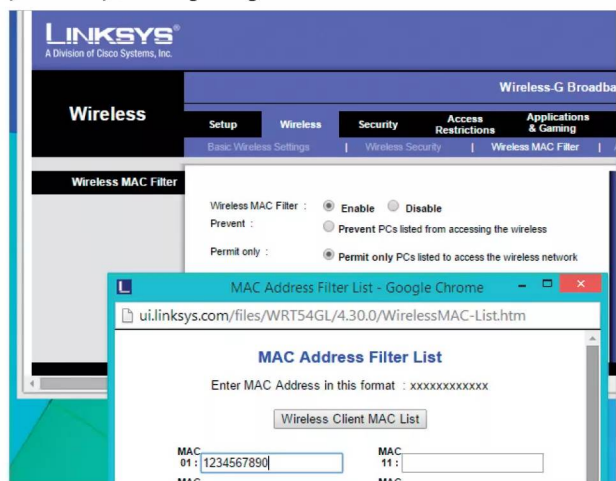 LINKSYS®
A Division of Cisco Systems, Inc.
Wireless-G Broadba
Wireless
Setup Wireless Security Access Restrictions Applications & Gaming
Basic Wireless Settings | Wireless Security | Wireless MAC Filter |
Wireless MAC Filter
Wireless MAC Filter : Enable Disable
Prevent : Prevent PCs listed from accessing the wireless
Permit only : Permit only PCs listed to access the wireless network
MAC Address Filter List - Google Chrome
ui.linksys.com/files/WRT54GL/4.30.0/WirelessMAC-List.htm
MAC Address Filter List
Enter MAC Address in this format : xxxxxxxxxxxx
Wireless Client MAC List
MAC 01 : 1234567890 MAC 11 :